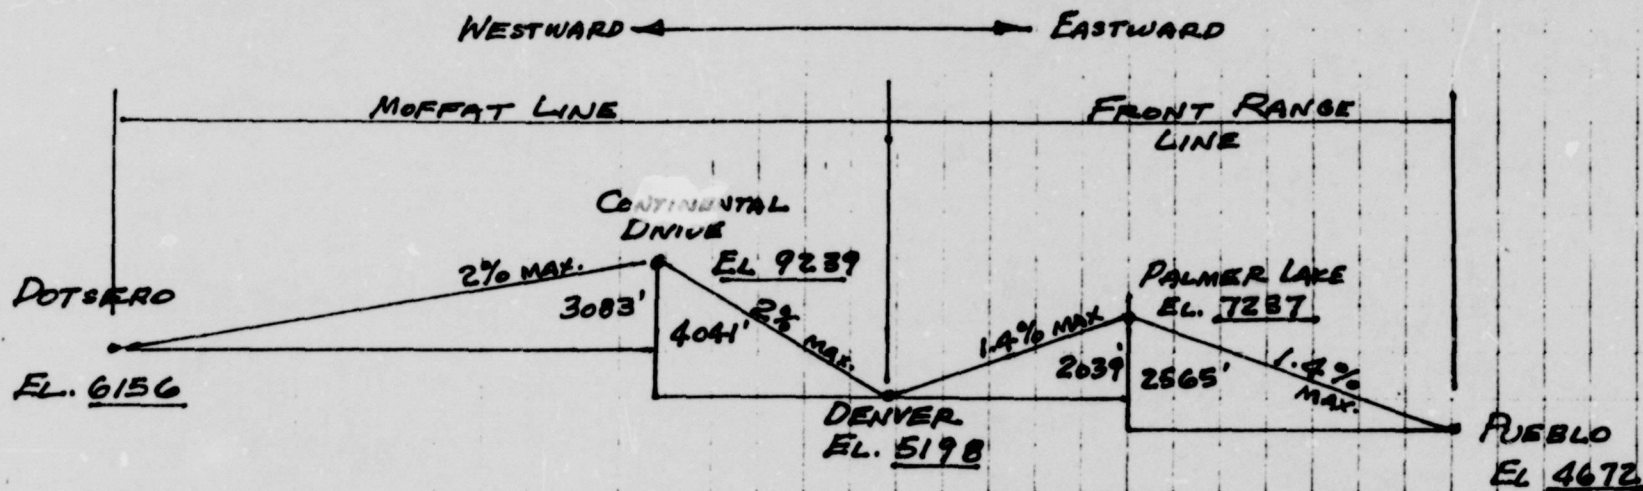 WESTWARD EASTWARD
MOFFAT LINE
FRONT RANGE
LINE
CONTINENTAL
DIVIDE
EL 9239
2% MAX.
3083'
4041'
2% MAX.
DOTSERO
EL. 6156
PALMER LAKE
EL. 7237
1.4% MAX
2039'
2565'
1.4%
MAX.
DENVER
EL. 5198
PUEBLO
EL 4672